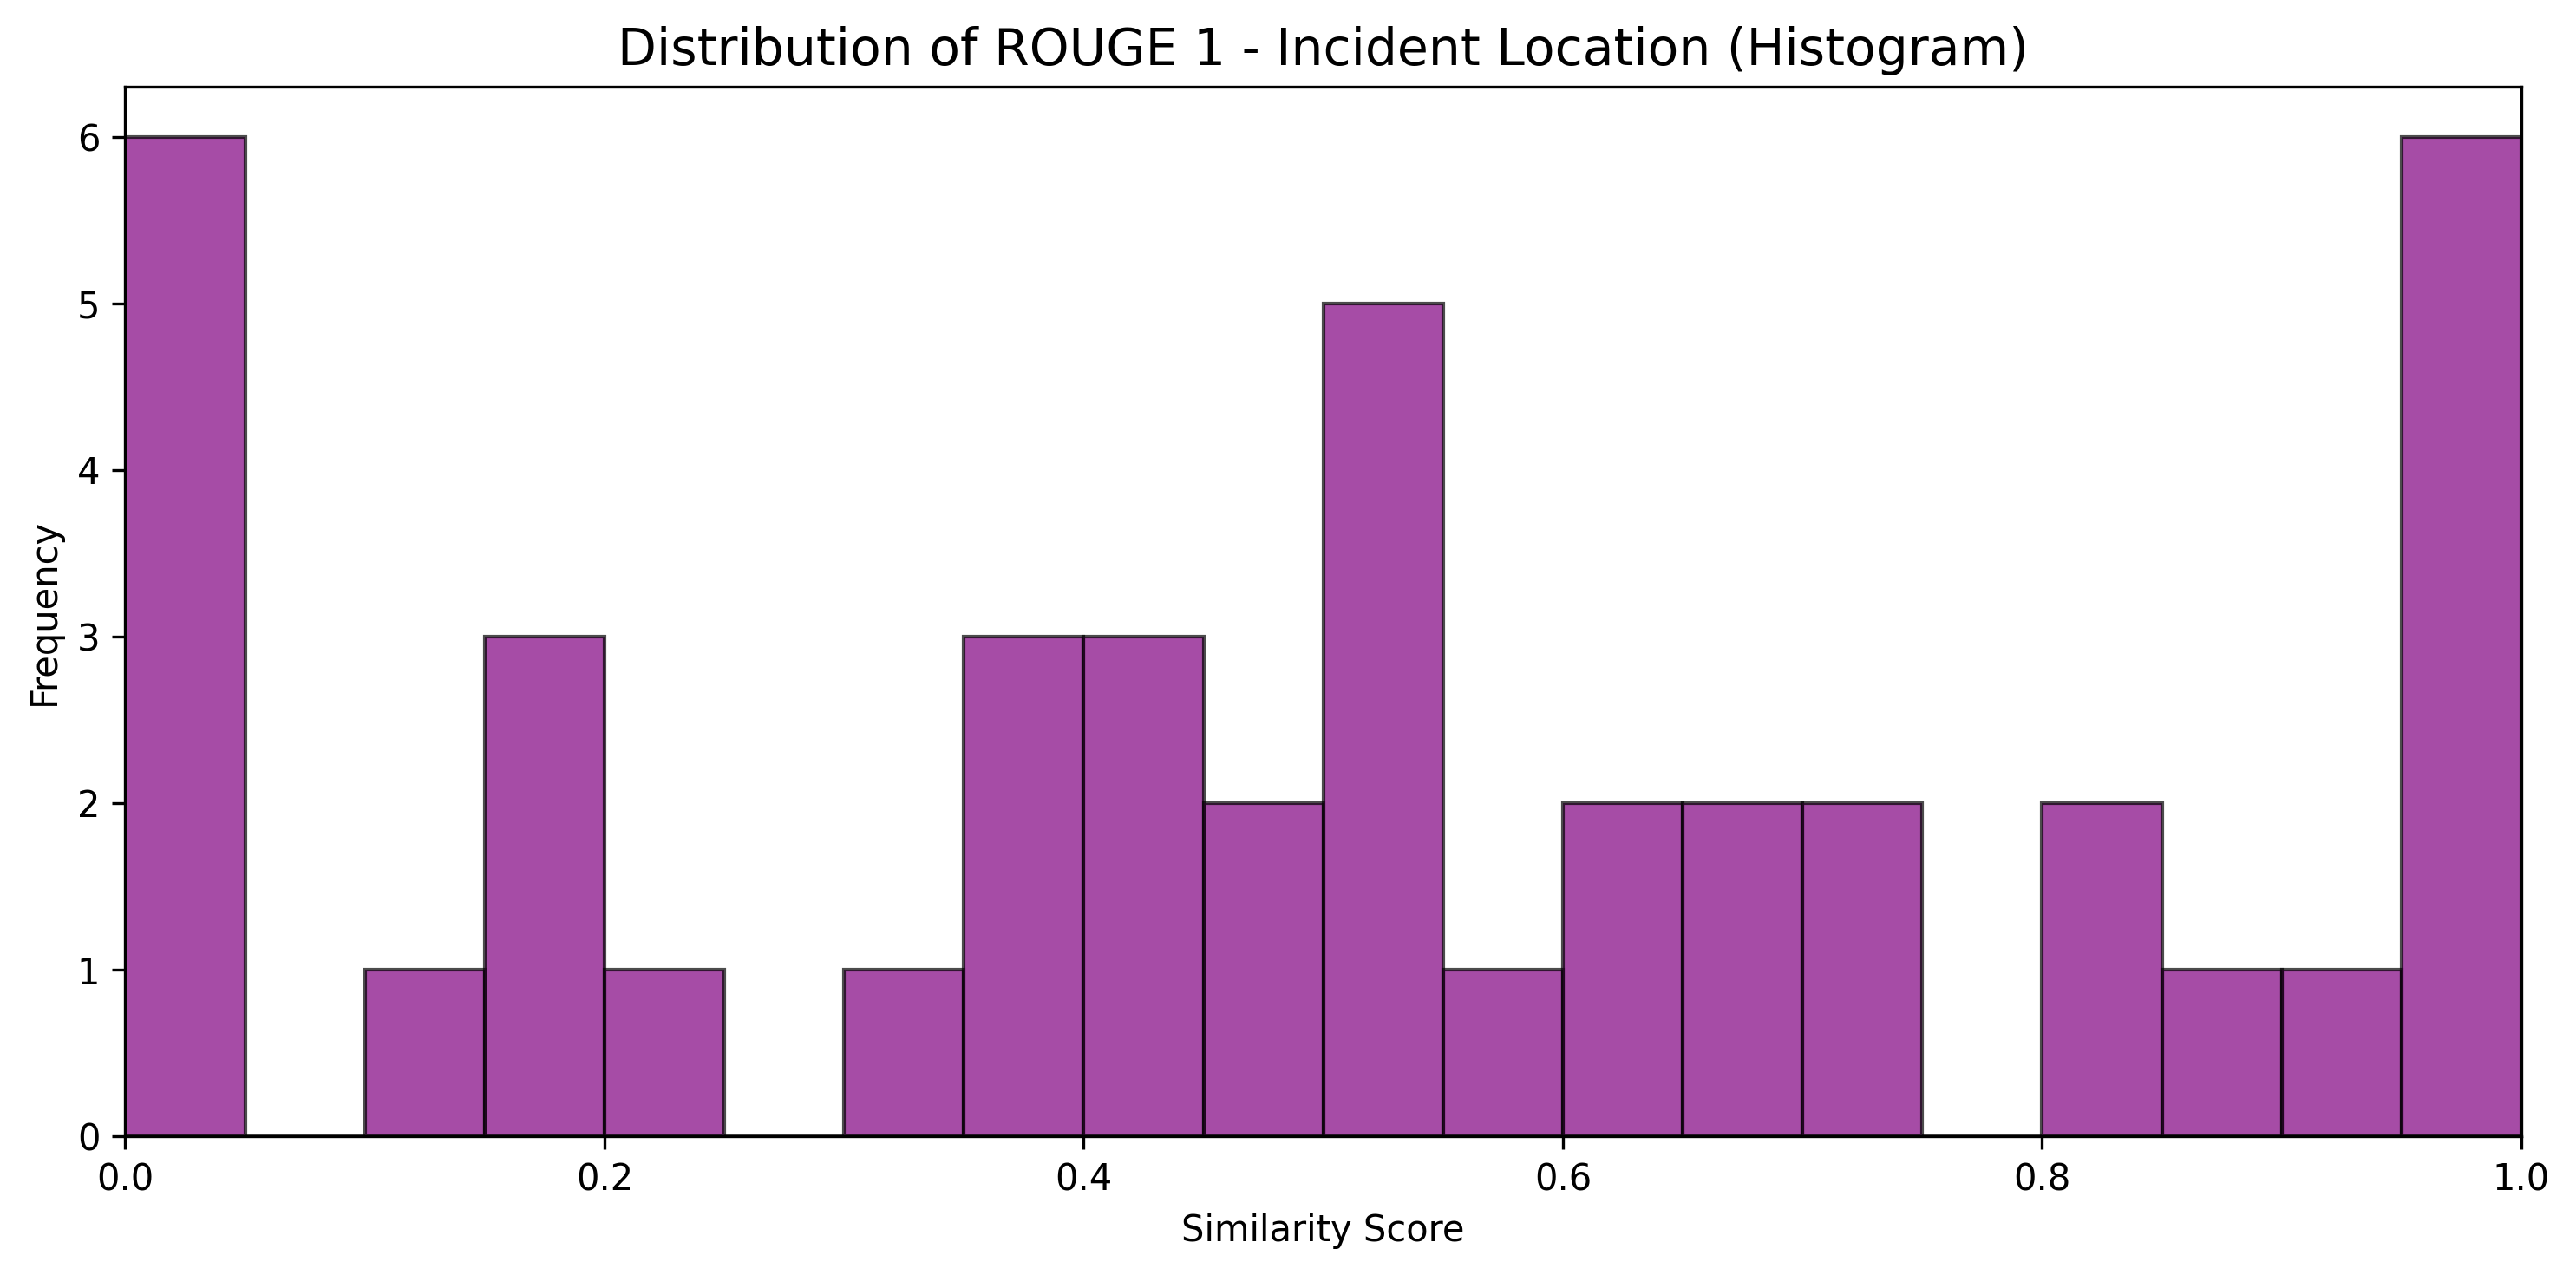 Distribution of ROUGE 1 - Incident Location (Histogram)
6
5
4
3
2
1
0
Frequency
0.0 0.2 0.4 0.6 0.8 1.0
Similarity Score